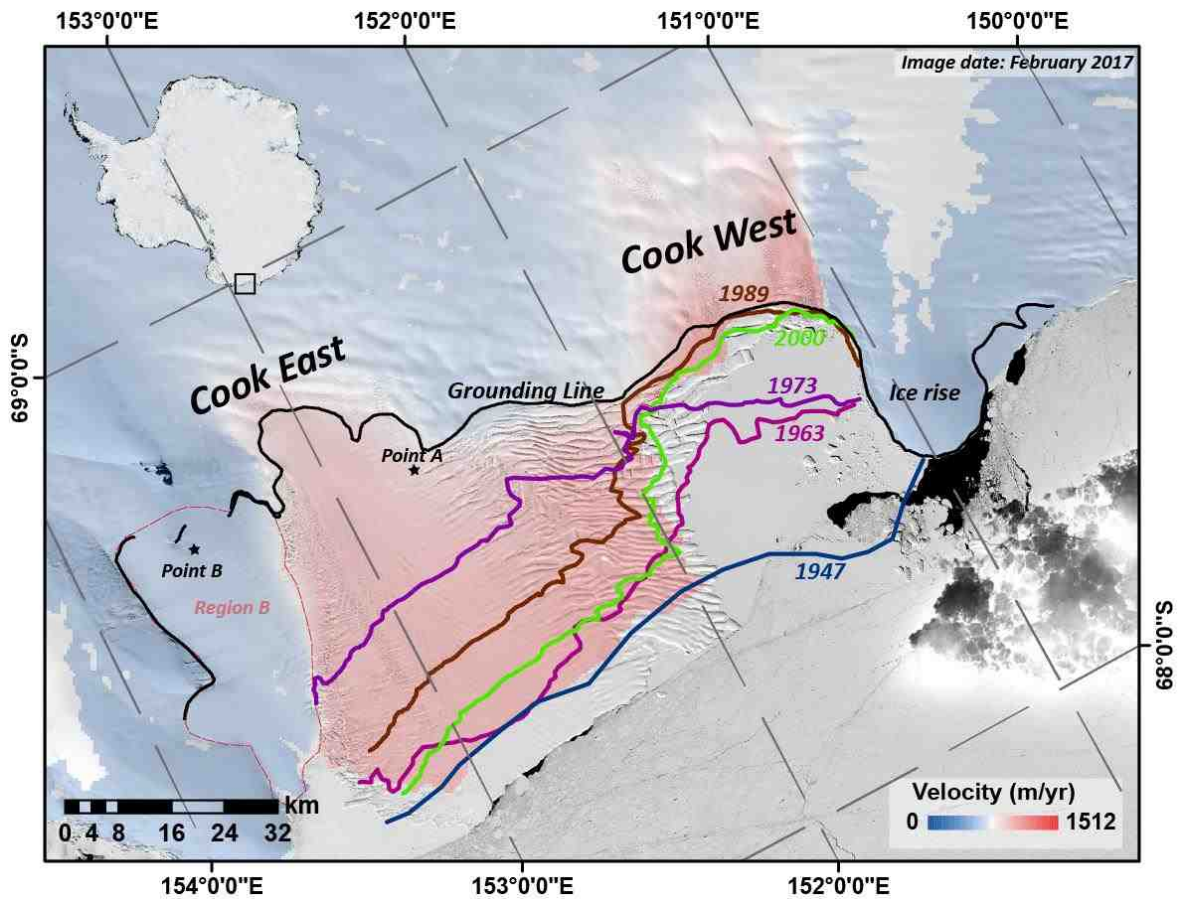 153°0'0"E 152°0'0"E 151°0'0"E 150°0'0"E
Image date: February 2017
Cook West
1989
2000
Cook East
69°0'0"S
Grounding Line
1973
Ice rise
1963
Point A
Point B
1947
Region B
68°0'0"S
km
0 4 8 16 24 32
Velocity (m/yr)
0 1512
154°0'0"E 153°0'0"E 152°0'0"E